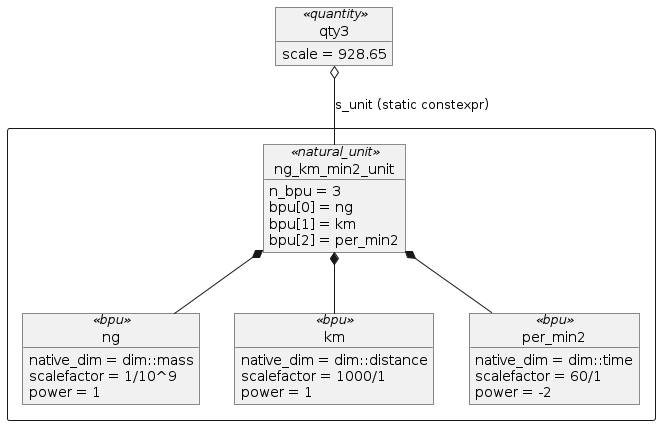 «quantity»
qty3
scale = 928.65
s_unit (static constexpr)
«natural_unit»
ng_km_min2_unit
n_bpu = 3
bpu[0] = ng
bpu[1] = km
bpu[2] = per_min2
«bpu»
ng
native_dim = dim::mass
scalefactor = 1/10^9
power = 1
«bpu»
km
native_dim = dim::distance
scalefactor = 1000/1
power = 1
«bpu»
per_min2
native_dim = dim::time
scalefactor = 60/1
power = -2